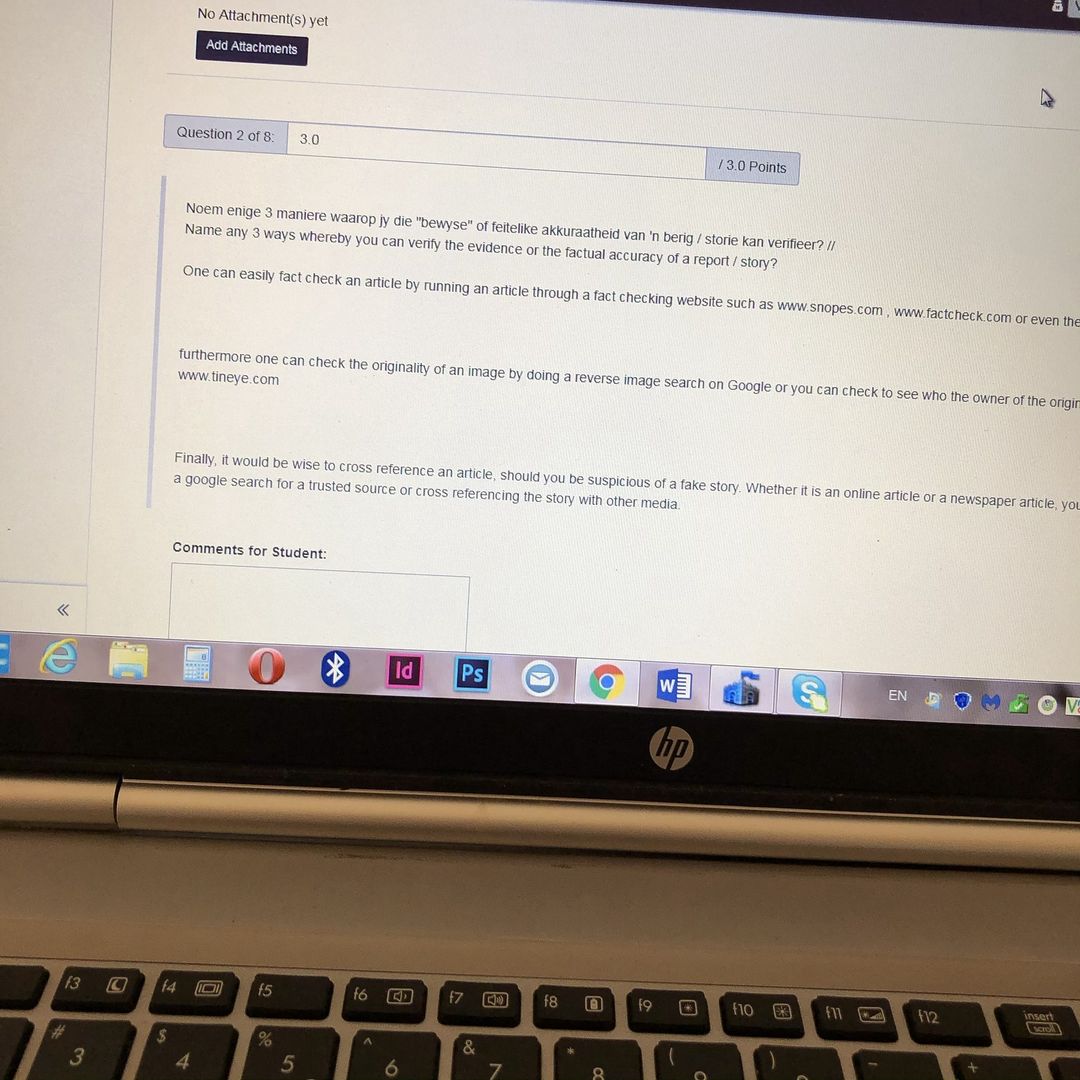 No Attachment(s) yet
Add Attachments
Question 2 of 8:
3.0
/ 3.0 Points
Noem enige 3 maniere waarop jy die "bewyse" of feitelike akkuraatheid van 'n berig / storie kan verifieer? //
Name any 3 ways whereby you can verify the evidence or the factual accuracy of a report / story?
One can easily fact check an article by running an article through a fact checking website such as www.snopes.com , www.factcheck.com or even the
furthermore one can check the originality of an image by doing a reverse image search on Google or you can check to see who the owner of the origin
www.tineye.com
Finally, it would be wise to cross reference an article, should you be suspicious of a fake story. Whether it is an online article or a newspaper article, you
a google search for a trusted source or cross referencing the story with other media.
Comments for Student:
Id
Ps
W
S
EN
hp
f3
f4
f5
f6
f7
f8
f9
f10
f11
f12
insert
scroll
# 3
$ 4
% 5
^ 6
& 7
* 8
( 9
)
-
+